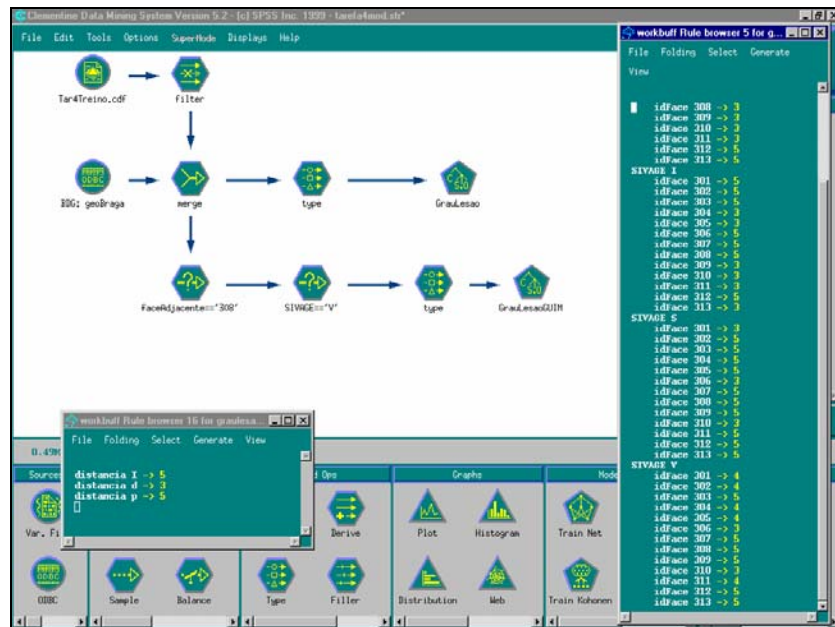 Clementine Data Mining System Version 5.2 - (c) SPSS Inc. 1999 - tarefa4mod.str*
File Edit Tools Options SuperNode Displays Help
Tar4Treino.cdf
filter
BDG: geoBraga
merge
type
GrauLesao
faceAdjacente=='308'
SIVAGE=='V'
type
GrauLesaoGUIM
workbuff Rule browser 16 for graulesa...
File Folding Select Generate View
distancia I -> 5
distancia d -> 3
distancia p -> 5
Sources
Graphs
Derive
Plot
Histogram
Train Net
ODBC
Sample
Balance
Type
Filler
Distribution
Web
Train Kohonen
workbuff Rule browser 5 for g...
File Folding Select Generate
View
idFace 308 -> 3
idFace 309 -> 3
idFace 310 -> 3
idFace 311 -> 3
idFace 312 -> 5
idFace 313 -> 5
SIVAGE I
idFace 301 -> 5
idFace 302 -> 5
idFace 303 -> 5
idFace 304 -> 3
idFace 305 -> 3
idFace 306 -> 5
idFace 307 -> 5
idFace 308 -> 5
idFace 309 -> 3
idFace 310 -> 3
idFace 311 -> 3
idFace 312 -> 5
idFace 313 -> 3
SIVAGE S
idFace 301 -> 3
idFace 302 -> 5
idFace 303 -> 5
idFace 304 -> 5
idFace 305 -> 5
idFace 306 -> 3
idFace 307 -> 5
idFace 308 -> 5
idFace 309 -> 5
idFace 310 -> 3
idFace 311 -> 5
idFace 312 -> 5
idFace 313 -> 5
SIVAGE V
idFace 301 -> 4
idFace 302 -> 4
idFace 303 -> 5
idFace 304 -> 4
idFace 305 -> 4
idFace 306 -> 3
idFace 307 -> 5
idFace 308 -> 5
idFace 309 -> 5
idFace 310 -> 3
idFace 311 -> 4
idFace 312 -> 5
idFace 313 -> 5